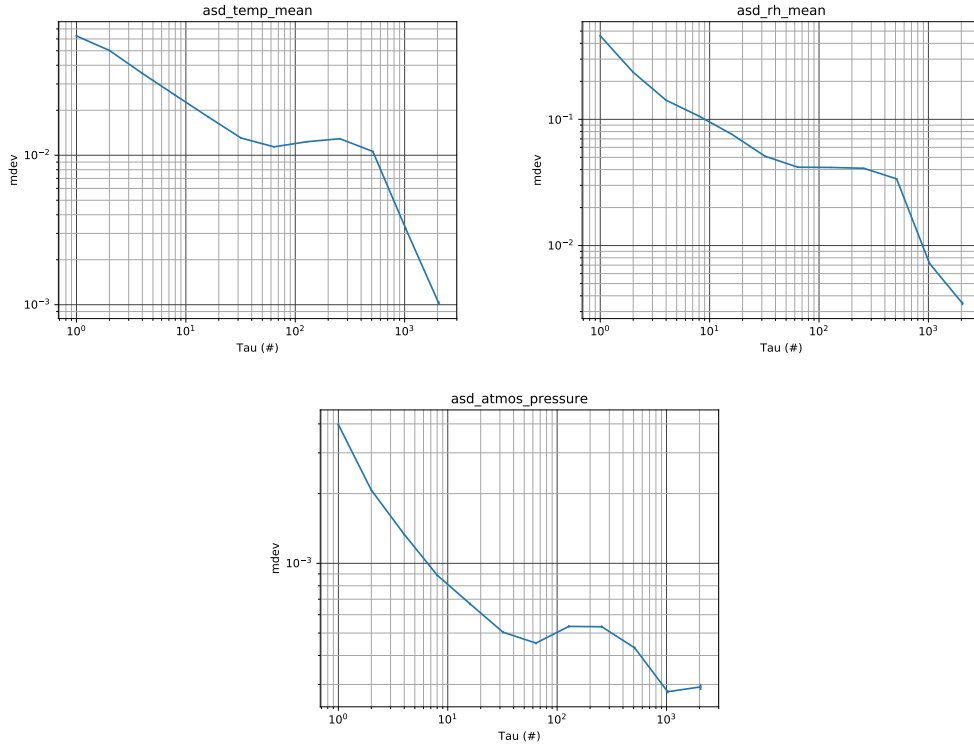 asd_temp_mean
mdev
10⁻²
10⁻³
10⁰ 10¹ 10² 10³
Tau (#)
asd_rh_mean
mdev
10⁻¹
10⁻²
10⁰ 10¹ 10² 10³
Tau (#)
asd_atmos_pressure
mdev
10⁻³
10⁰ 10¹ 10² 10³
Tau (#)